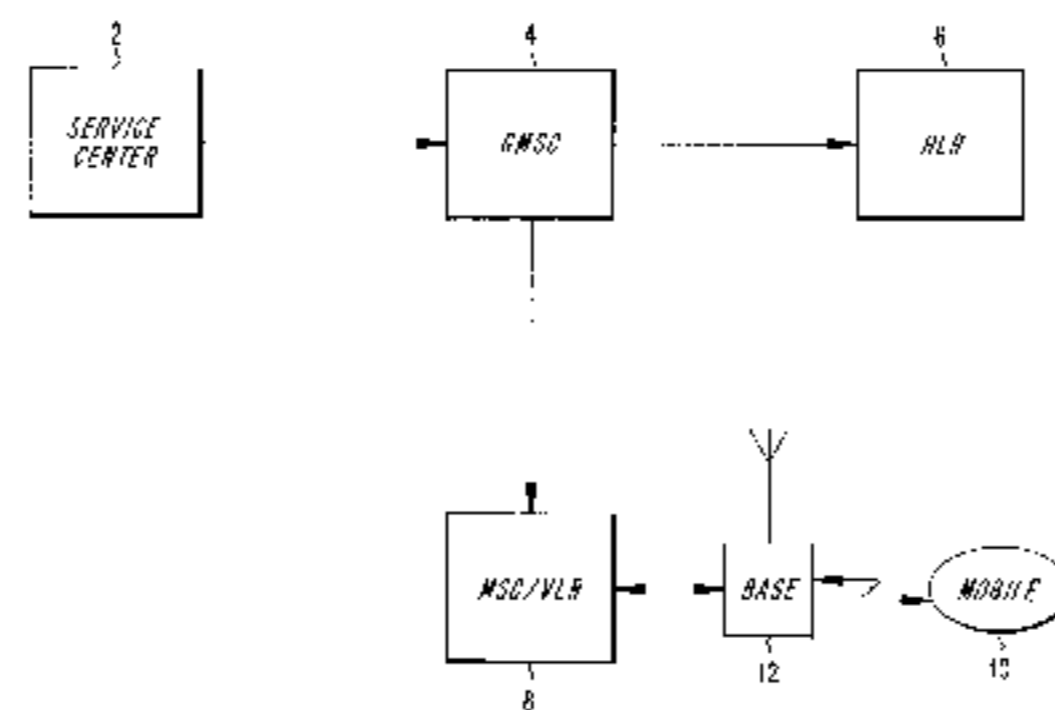 2
4
6
SERVICE
CENTER
GMSC
HLR
MSC/VLR
BASE
MOBILE
8
12